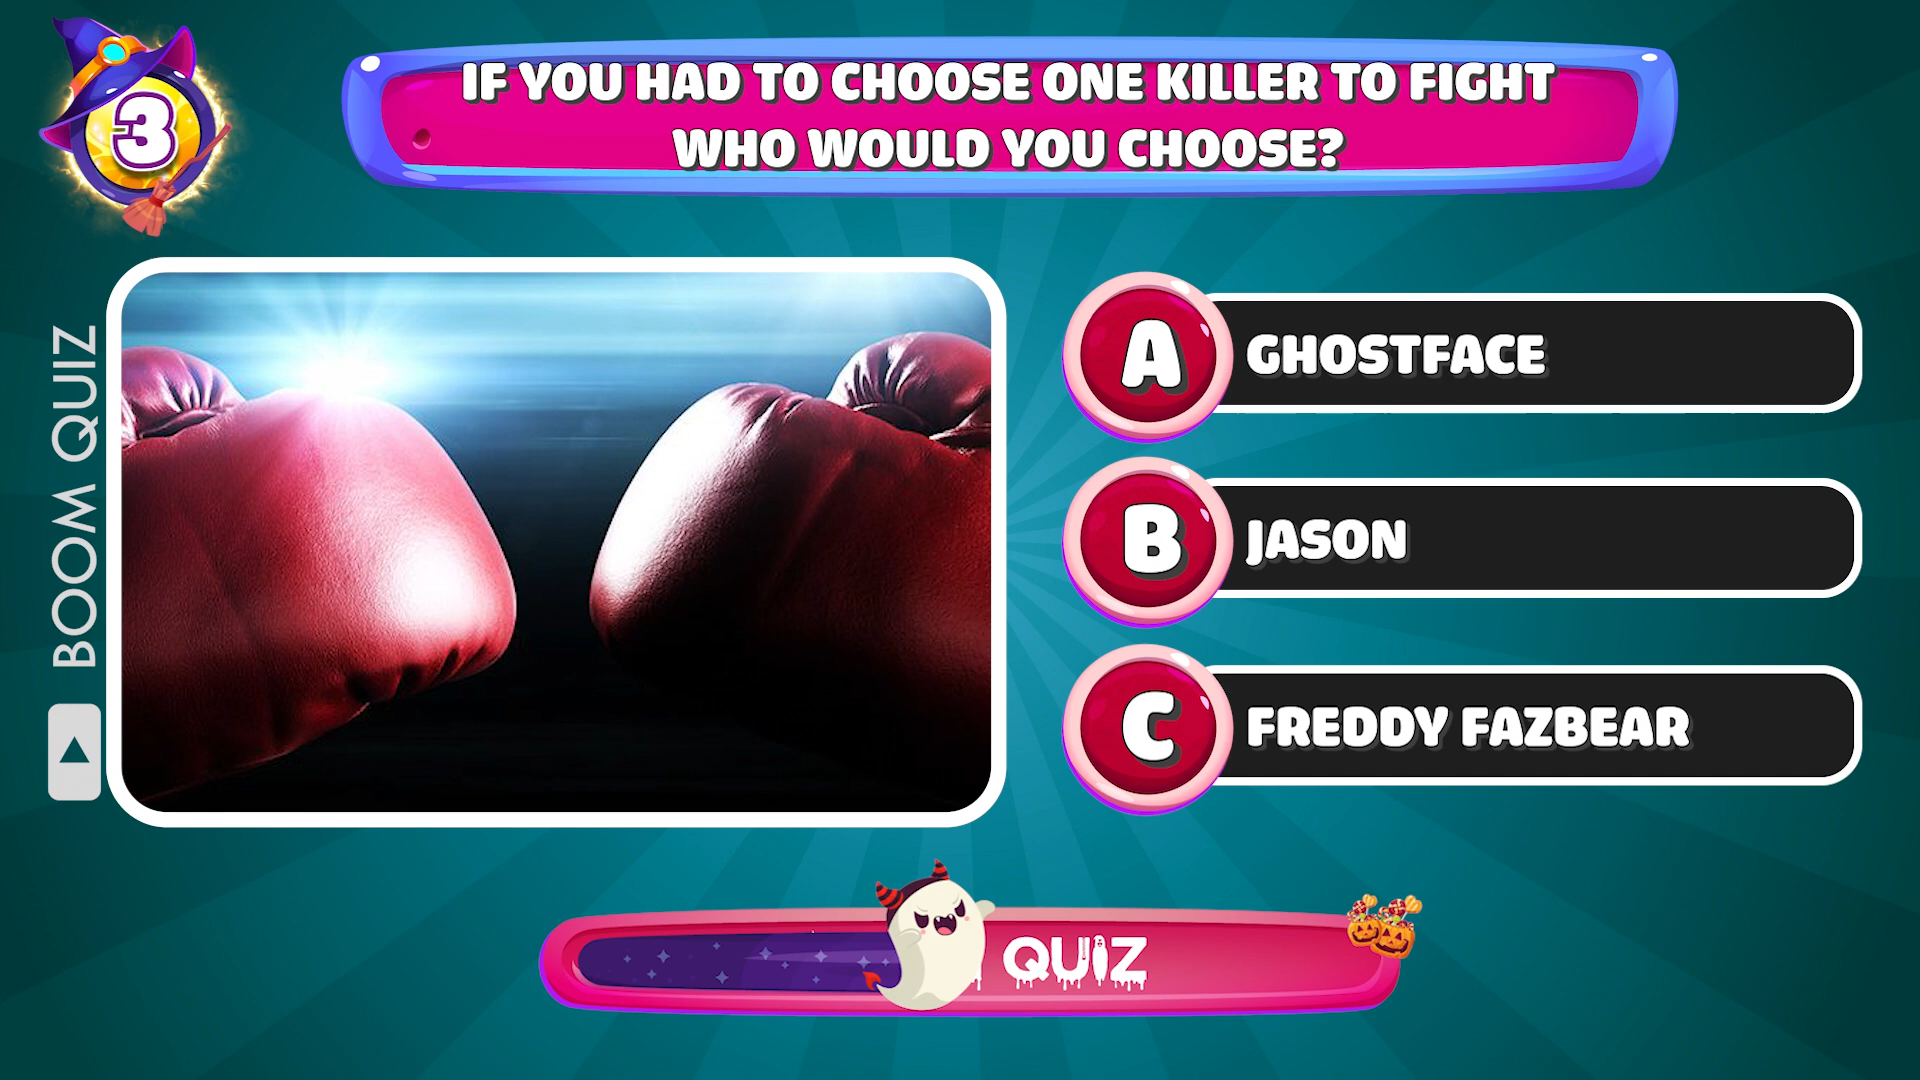 3
IF YOU HAD TO CHOOSE ONE KILLER TO FIGHT
WHO WOULD YOU CHOOSE?
BOOM QUIZ
A GHOSTFACE
B JASON
C FREDDY FAZBEAR
QUIZ